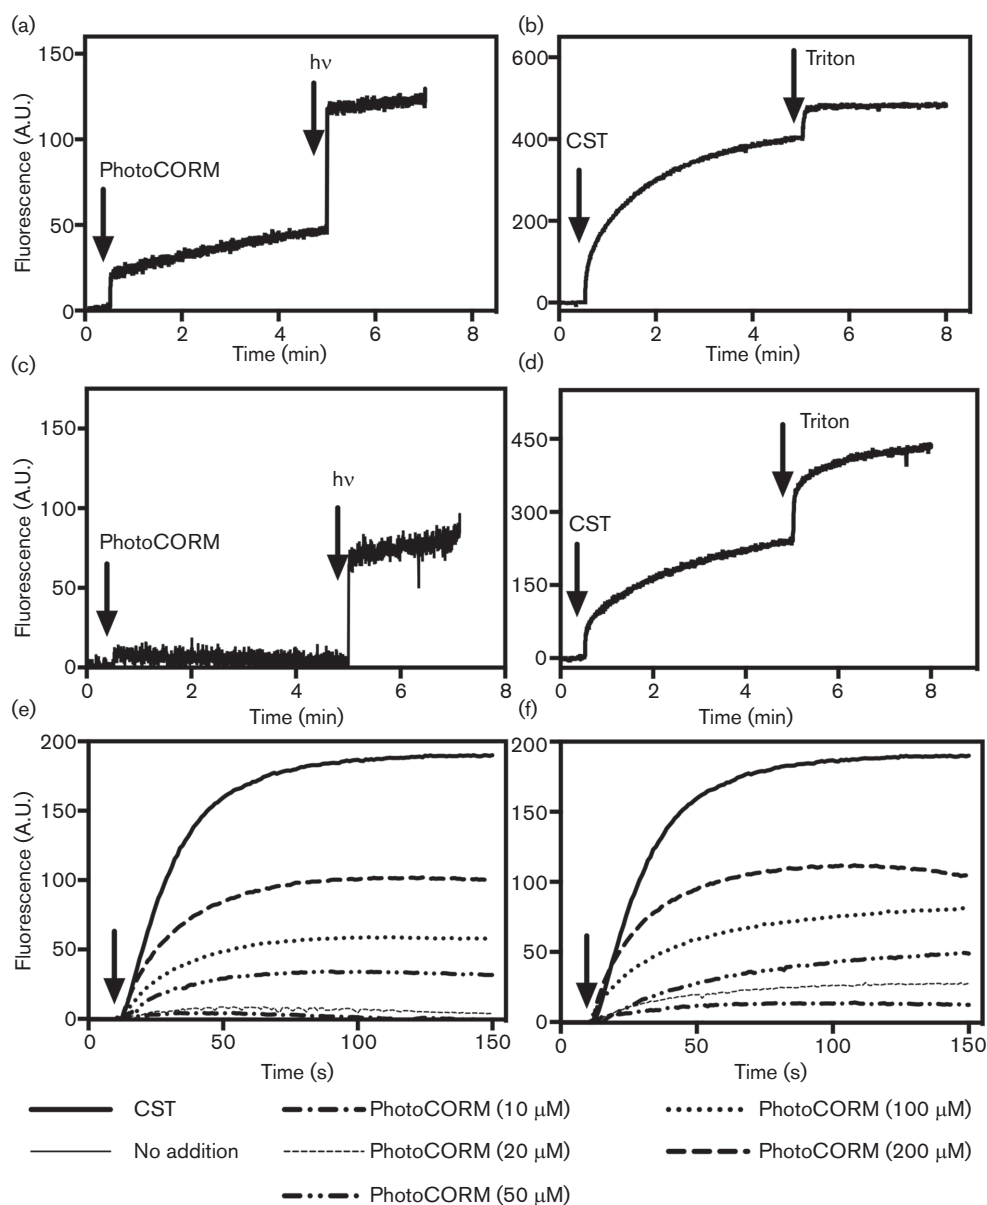 (a)
150
100
50
0
Fluorescence (A.U.)
PhotoCORM
hν
0 2 4 6 8
Time (min)
(b)
600
400
200
0
CST
Triton
0 2 4 6 8
Time (min)
(c)
150
100
50
0
Fluorescence (A.U.)
PhotoCORM
hν
0 2 4 6 8
Time (min)
(d)
450
300
150
0
CST
Triton
0 2 4 6 8
Time (min)
(e)
200
150
100
50
0
Fluorescence (A.U.)
0 50 100 150
Time (s)
(f)
200
150
100
50
0
0 50 100 150
Time (s)
CST
No addition
PhotoCORM (10 μM)
PhotoCORM (20 μM)
PhotoCORM (50 μM)
PhotoCORM (100 μM)
PhotoCORM (200 μM)